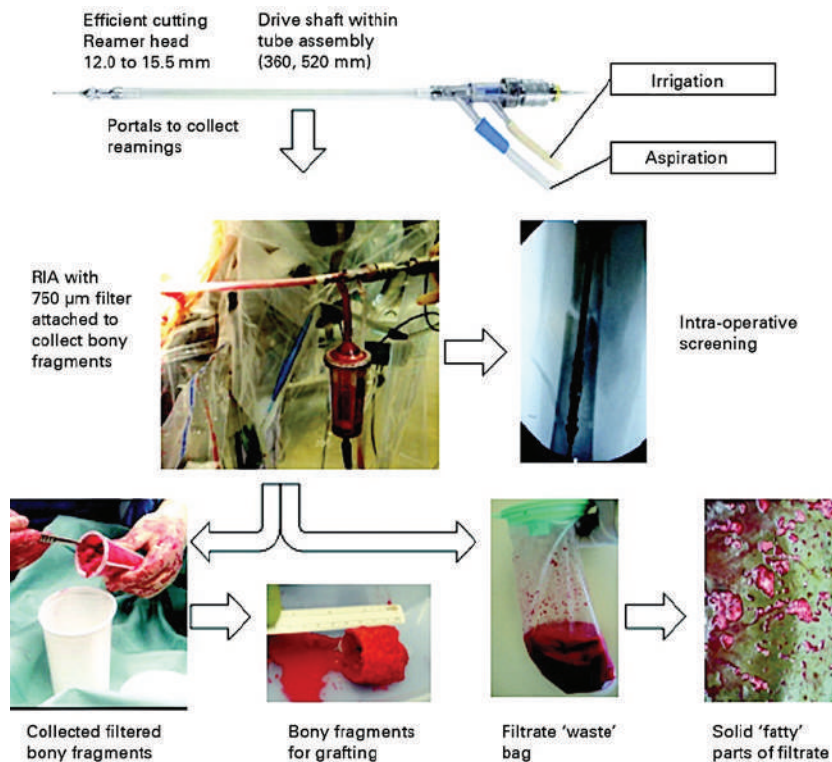 Efficient cutting
Reamer head
12.0 to 15.5 mm
Drive shaft within
tube assembly
(360, 520 mm)
Irrigation
Portals to collect
reamings
Aspiration
RIA with
750 µm filter
attached to
collect bony
fragments
Intra-operative
screening
Collected filtered
bony fragments
Bony fragments
for grafting
Filtrate ‘waste’
bag
Solid ‘fatty’
parts of filtrate